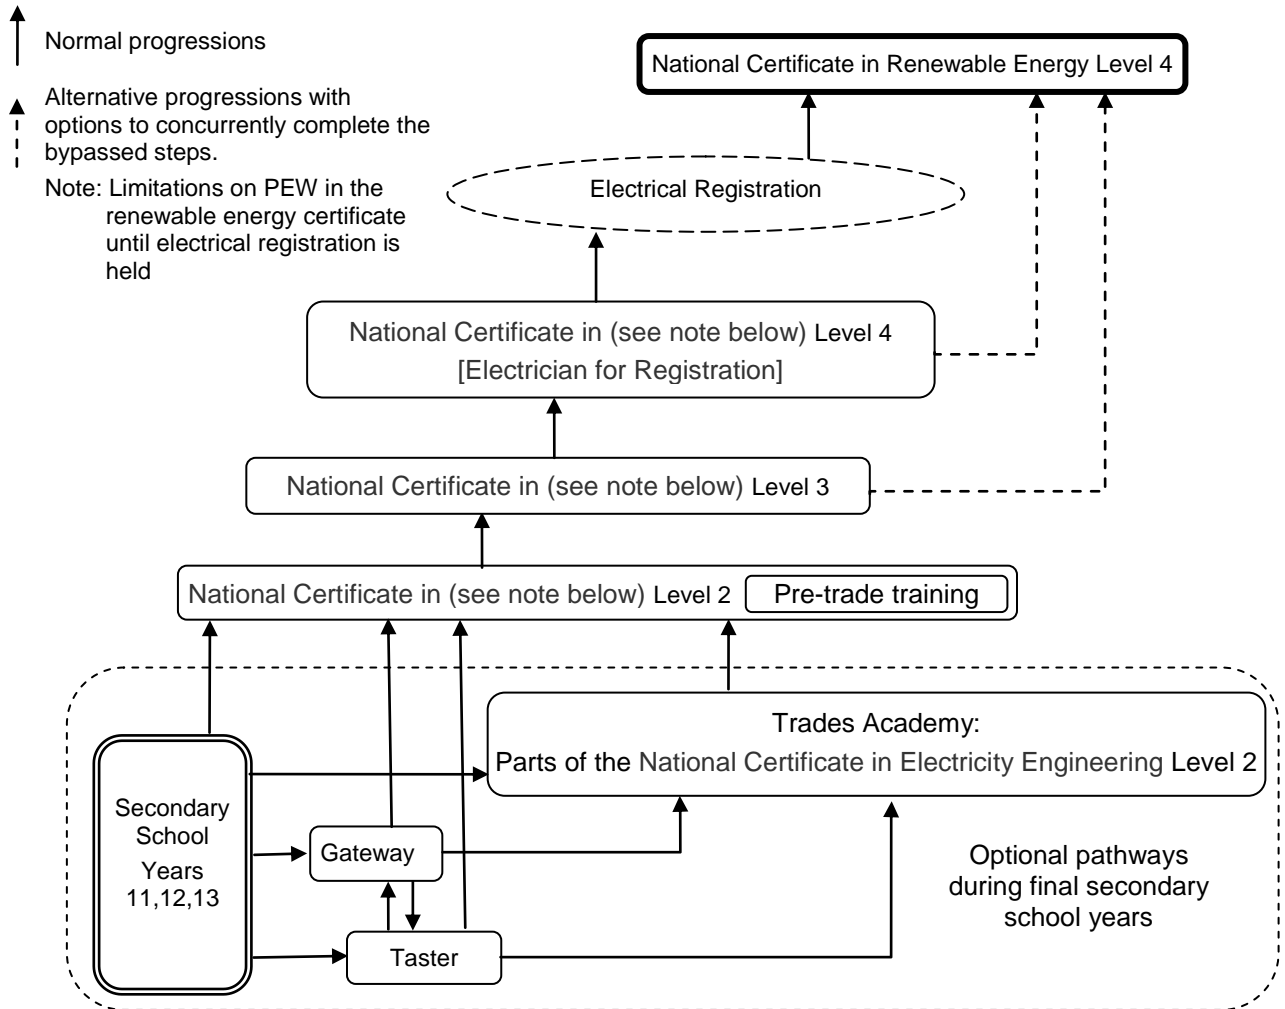 Normal progressions
Alternative progressions with
options to concurrently complete the
bypassed steps.
Note: Limitations on PEW in the
renewable energy certificate
until electrical registration is
held
National Certificate in Renewable Energy Level 4
Electrical Registration
National Certificate in (see note below) Level 4
[Electrician for Registration]
National Certificate in (see note below) Level 3
National Certificate in (see note below) Level 2
Pre-trade training
Trades Academy:
Parts of the National Certificate in Electricity Engineering Level 2
Secondary
School
Years
11,12,13
Gateway
Taster
Optional pathways
during final secondary
school years